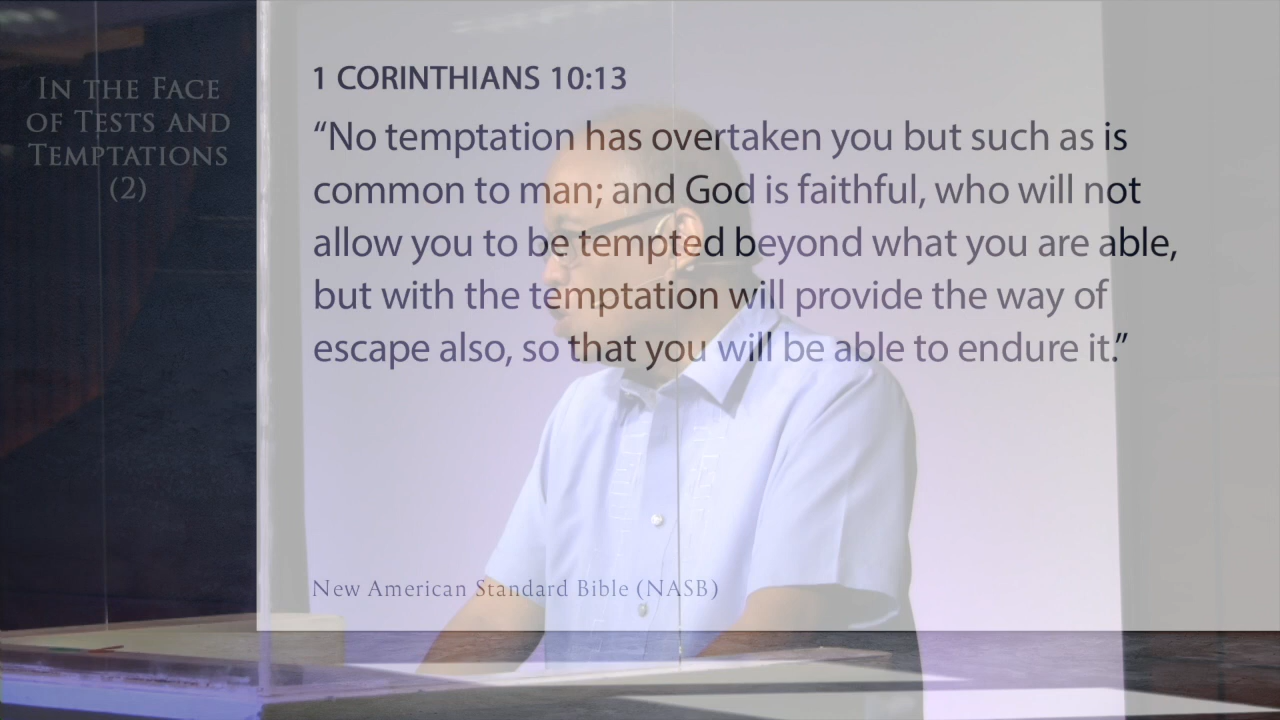 IN THE FACE
OF TESTS AND
TEMPTATIONS
(2)
1 CORINTHIANS 10:13
“No temptation has overtaken you but such as is
common to man; and God is faithful, who will not
allow you to be tempted beyond what you are able,
but with the temptation will provide the way of
escape also, so that you will be able to endure it.”
New American Standard Bible (NASB)